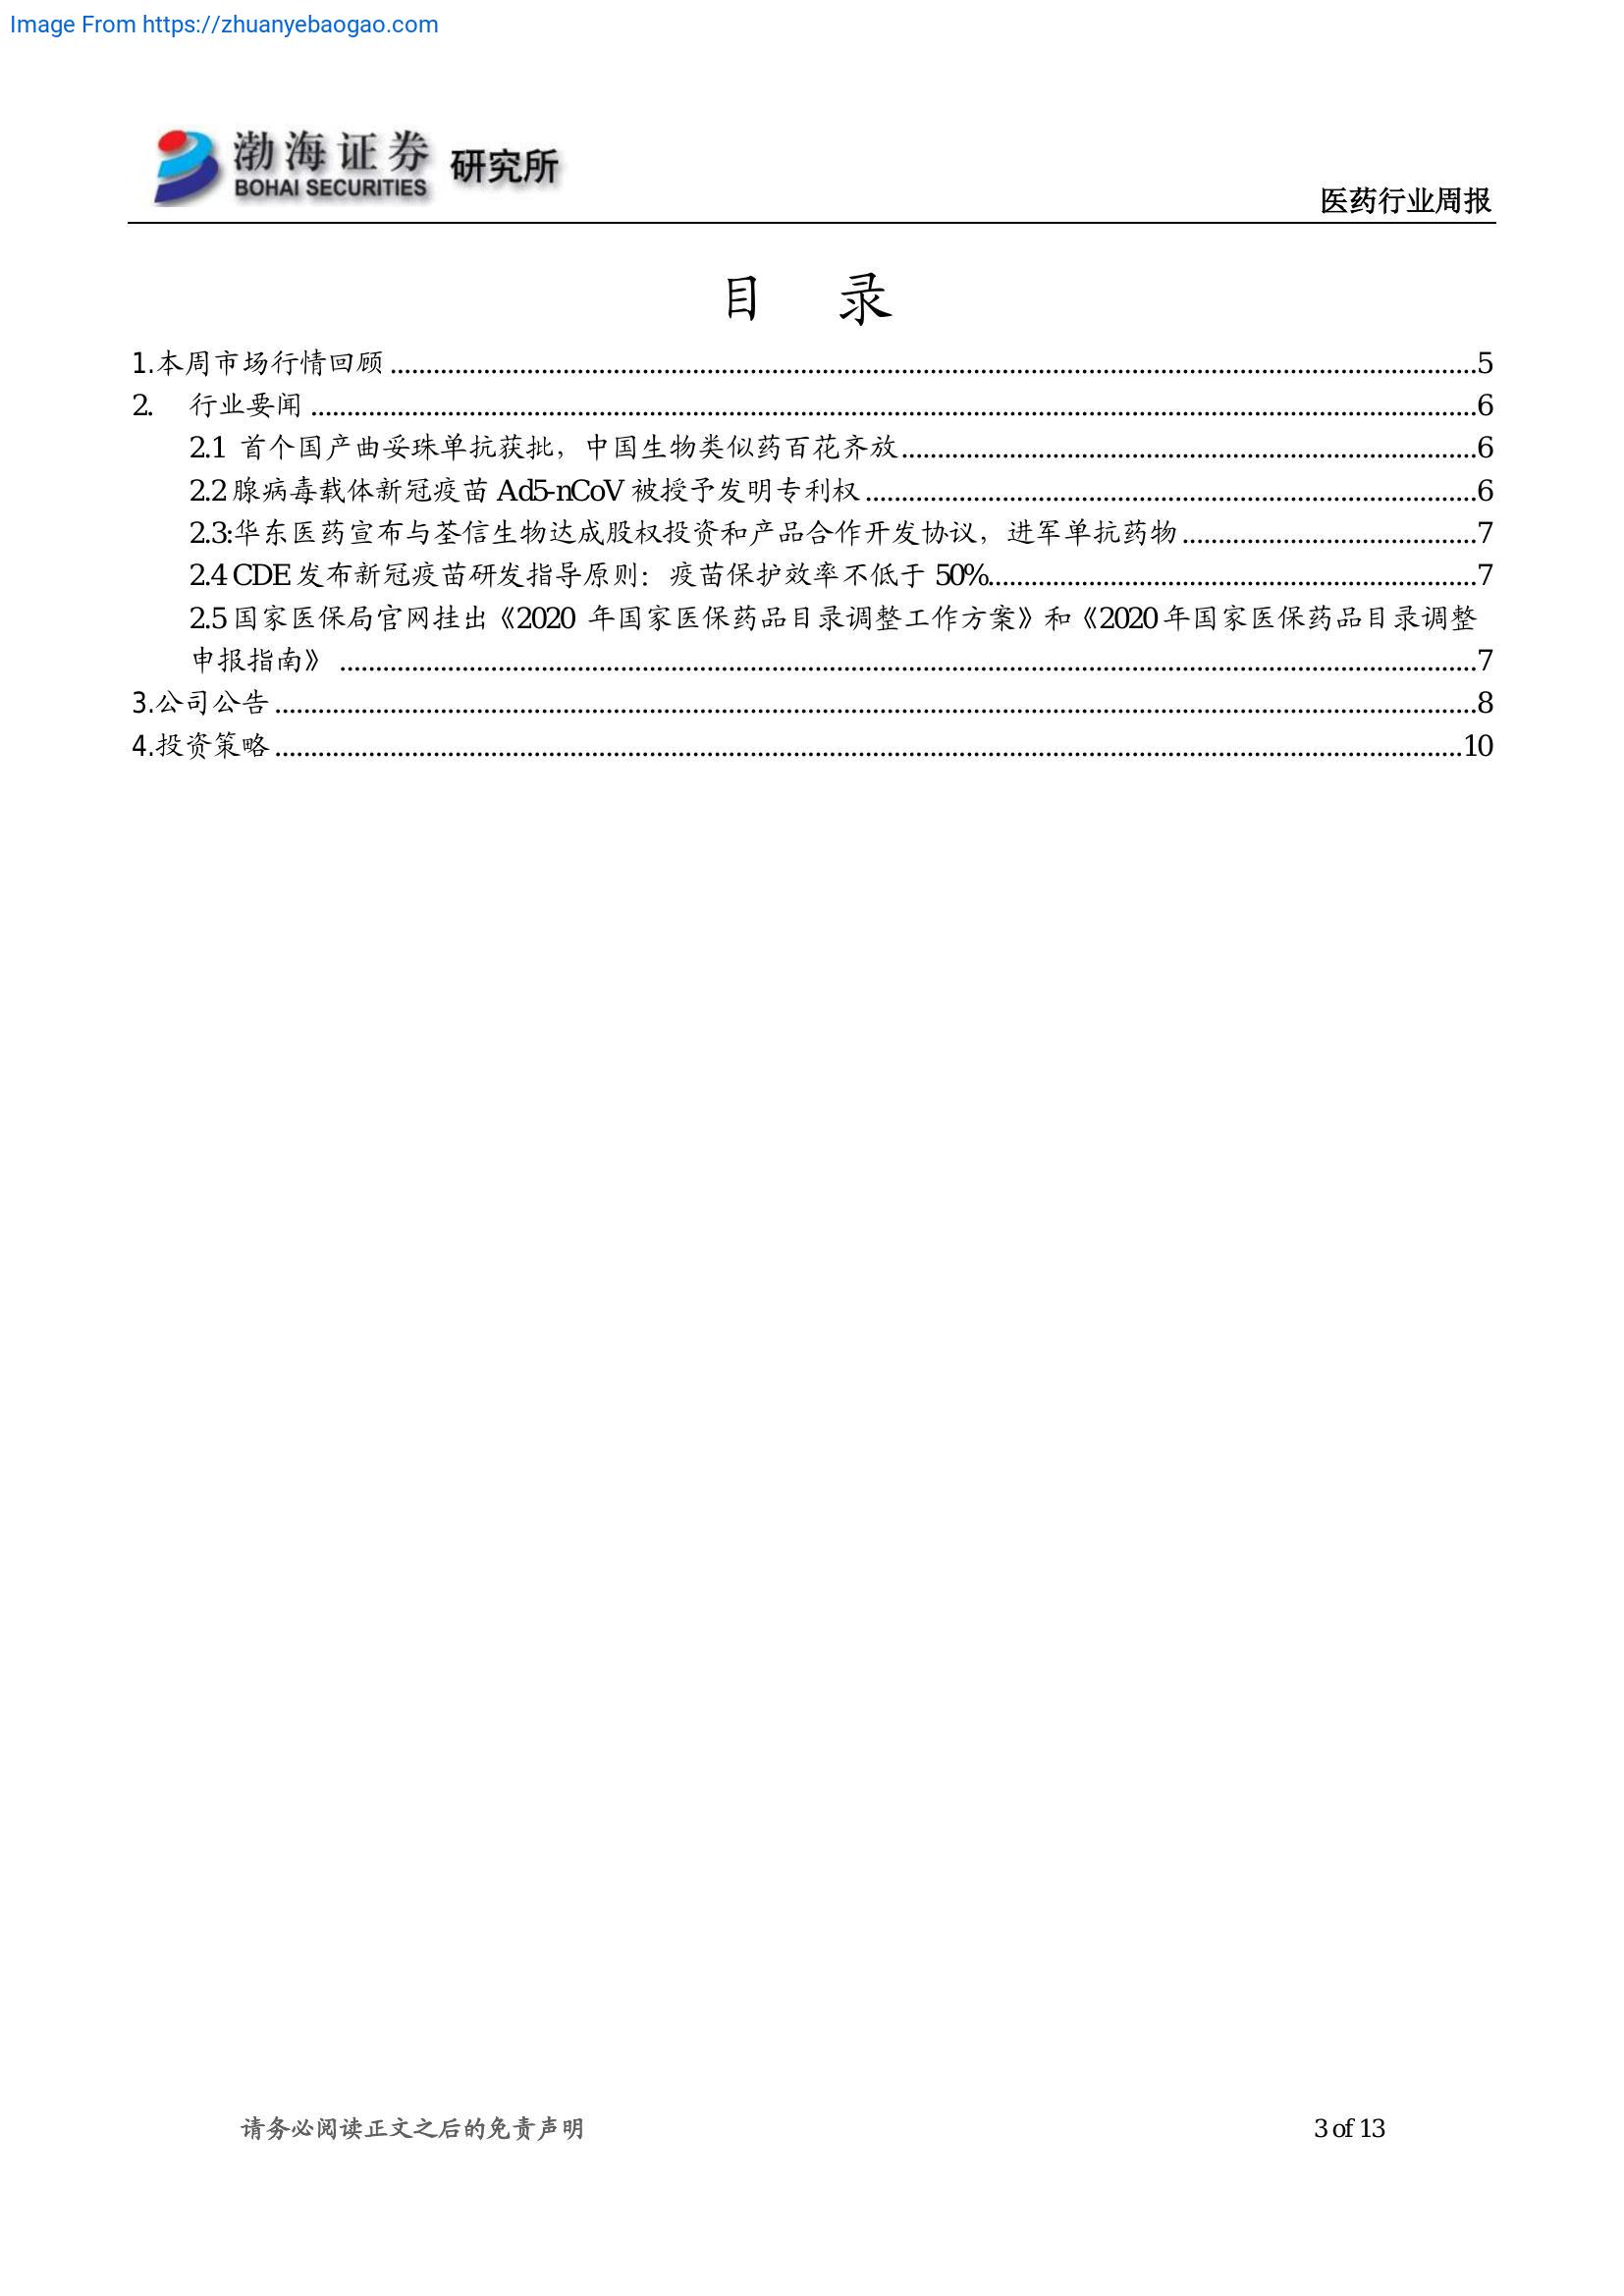 Image From https://zhuanyebaogao.com
渤海证券 研究所
BOHAI SECURITIES
医药行业周报
目 录
1.本周市场行情回顾 ........ 5
2. 行业要闻 ........ 6
2.1 首个国产曲妥珠单抗获批，中国生物类似药百花齐放 ........ 6
2.2 腺病毒载体新冠疫苗 Ad5-nCoV 被授予发明专利权 ........ 6
2.3:华东医药宣布与荃信生物达成股权投资和产品合作开发协议，进军单抗药物 ........ 7
2.4 CDE 发布新冠疫苗研发指导原则：疫苗保护效率不低于 50% ........ 7
2.5 国家医保局官网挂出《2020 年国家医保药品目录调整工作方案》和《2020 年国家医保药品目录调整
申报指南》 ........ 7
3.公司公告 ........ 8
4.投资策略 ........ 10
请务必阅读正文之后的免责声明
3 of 13